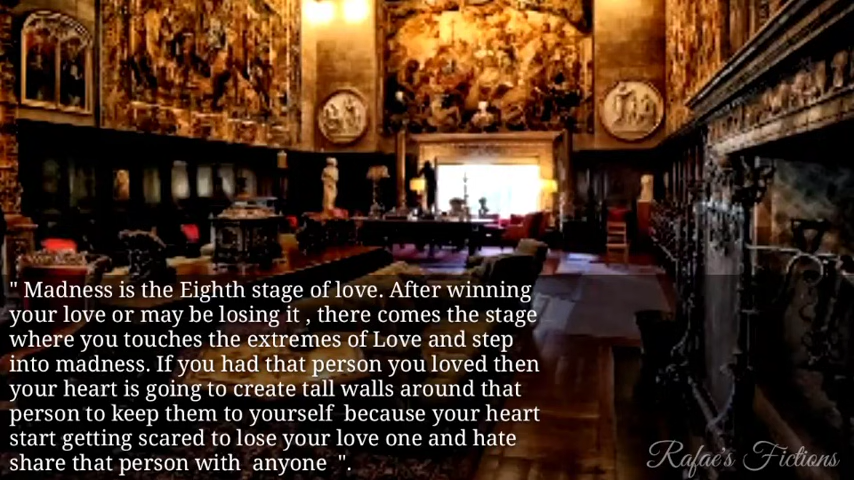 " Madness is the Eighth stage of love. After winning
your love or may be losing it , there comes the stage
where you touches the extremes of Love and step
into madness. If you had that person you loved then
your heart is going to create tall walls around that
person to keep them to yourself  because your heart
start getting scared to lose your love one and hate
share that person with  anyone  ".
Rafae's Fictions